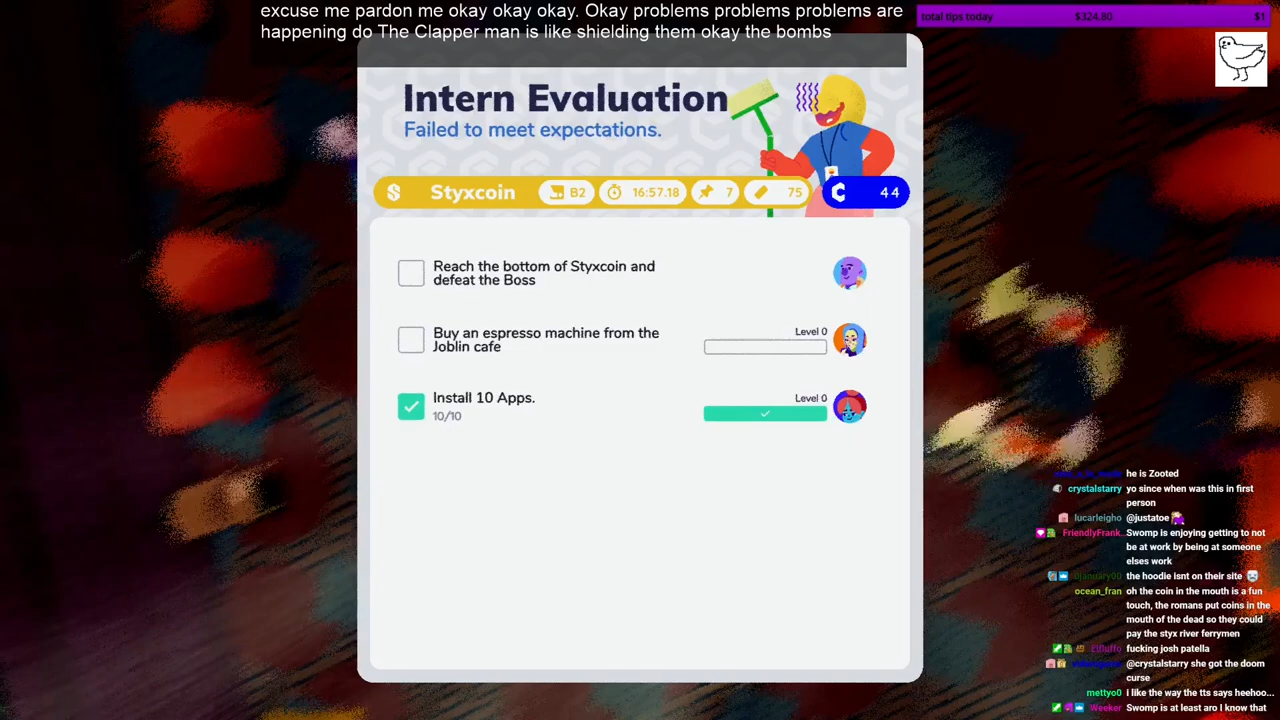 excuse me pardon me okay okay okay. Okay problems problems problems are
happening do The Clapper man is like shielding them okay the bombs
total tips today $324.80 $1
Intern Evaluation
Failed to meet expectations.
Styxcoin B2 16:57.18 7 75 44
Reach the bottom of Styxcoin and
defeat the Boss
Buy an espresso machine from the
Joblin cafe
Level 0
Install 10 Apps.
10/10
Level 0
he is Zooted
crystalstarry yo since when was this in first
person
lucarleigho @justatoe
FriendlyFrank... Swomp is enjoying getting to not
be at work by being at someone
elses work
the hoodie isnt on their site
ocean_fran oh the coin in the mouth is a fun
touch, the romans put coins in the
mouth of the dead so they could
pay the styx river ferrymen
Elfluffo fucking josh patella
@crystalstarry she got the doom
curse
mettyo0 I like the way the tts says heehoo...
Weeker Swomp is at least aro I know that